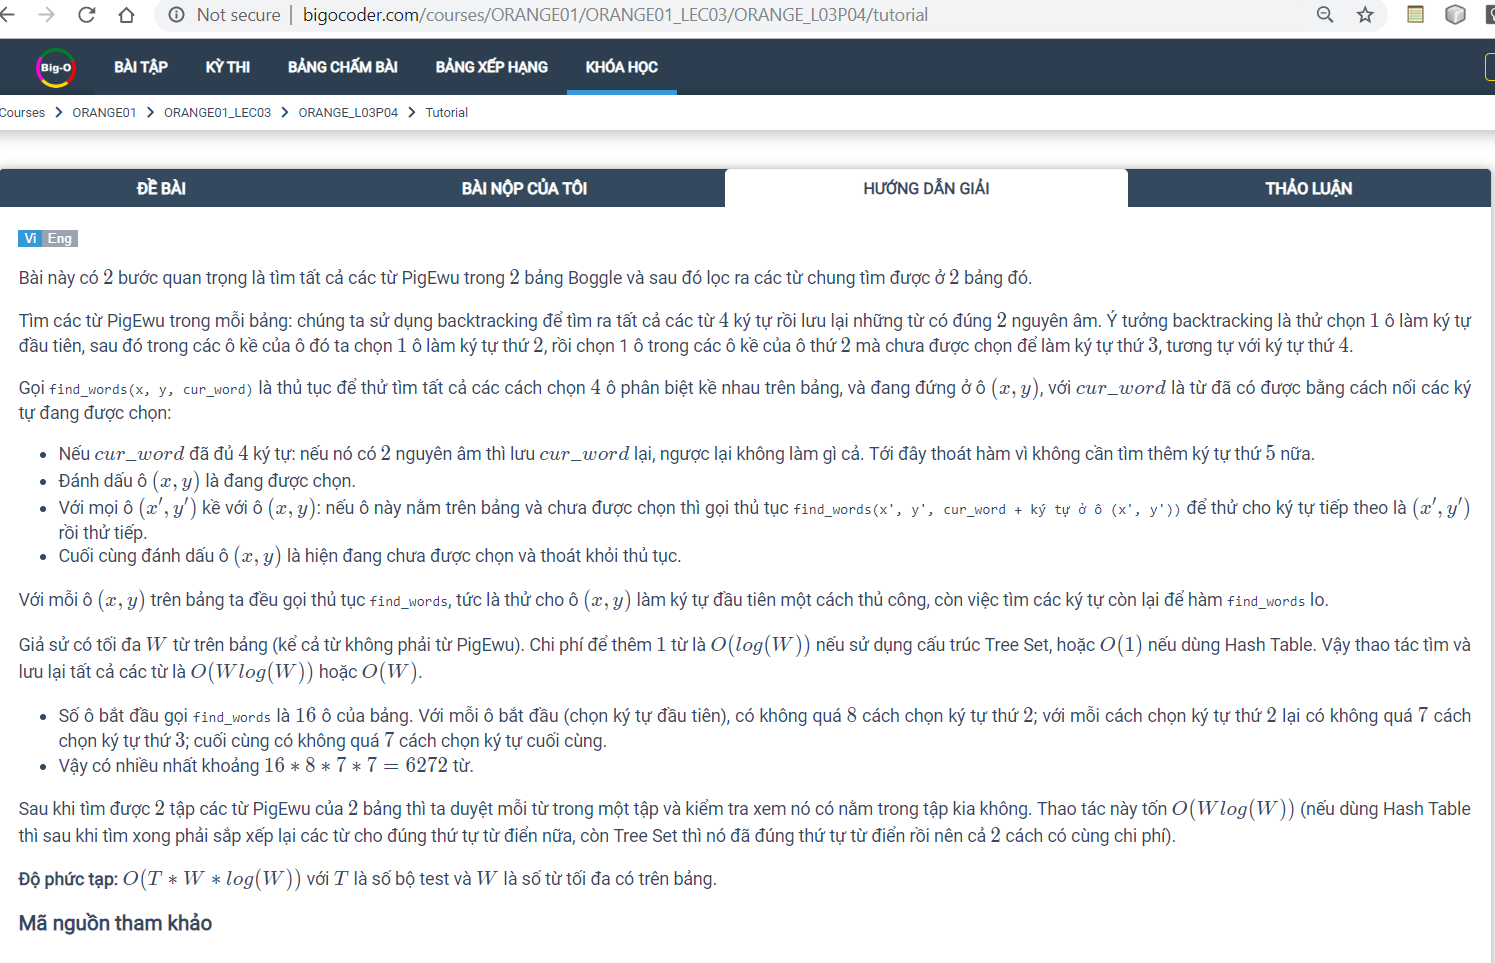 Not secure | bigocoder.com/courses/ORANGE01/ORANGE01_LEC03/ORANGE_L03P04/tutorial
Big-O BÀI TẬP KỲ THI BẢNG CHẤM BÀI BẢNG XẾP HẠNG KHÓA HỌC
Courses > ORANGE01 > ORANGE01_LEC03 > ORANGE_L03P04 > Tutorial
ĐỀ BÀI BÀI NỘP CỦA TÔI HƯỚNG DẪN GIẢI THẢO LUẬN
Vi Eng
Bài này có 2 bước quan trọng là tìm tất cả các từ PigEwu trong 2 bảng Boggle và sau đó lọc ra các từ chung tìm được ở 2 bảng đó.
Tìm các từ PigEwu trong mỗi bảng: chúng ta sử dụng backtracking để tìm ra tất cả các từ 4 ký tự rồi lưu lại những từ có đúng 2 nguyên âm. Ý tưởng backtracking là thử chọn 1 ô làm ký tự
đầu tiên, sau đó trong các ô kề của ô đó ta chọn 1 ô làm ký tự thứ 2, rồi chọn 1 ô trong các ô kề của ô thứ 2 mà chưa được chọn để làm ký tự thứ 3, tương tự với ký tự thứ 4.
Gọi find_words(x, y, cur_word) là thủ tục để thử tìm tất cả các cách chọn 4 ô phân biệt kề nhau trên bảng, và đang đứng ở ô (x, y), với cur_word là từ đã có được bằng cách nối các ký
tự đang được chọn:
• Nếu cur_word đã đủ 4 ký tự: nếu nó có 2 nguyên âm thì lưu cur_word lại, ngược lại không làm gì cả. Tới đây thoát hàm vì không cần tìm thêm ký tự thứ 5 nữa.
• Đánh dấu ô (x, y) là đang được chọn.
• Với mọi ô (x′, y′) kề với ô (x, y): nếu ô này nằm trên bảng và chưa được chọn thì gọi thủ tục find_words(x', y', cur_word + ký tự ở ô (x', y')) để thử cho ký tự tiếp theo là (x′, y′)
rồi thử tiếp.
• Cuối cùng đánh dấu ô (x, y) là hiện đang chưa được chọn và thoát khỏi thủ tục.
Với mỗi ô (x, y) trên bảng ta đều gọi thủ tục find_words, tức là thử cho ô (x, y) làm ký tự đầu tiên một cách thủ công, còn việc tìm các ký tự còn lại để hàm find_words lo.
Giả sử có tối đa W từ trên bảng (kể cả từ không phải từ PigEwu). Chi phí để thêm 1 từ là O(log(W)) nếu sử dụng cấu trúc Tree Set, hoặc O(1) nếu dùng Hash Table. Vậy thao tác tìm và
lưu lại tất cả các từ là O(Wlog(W)) hoặc O(W).
• Số ô bắt đầu gọi find_words là 16 ô của bảng. Với mỗi ô bắt đầu (chọn ký tự đầu tiên), có không quá 8 cách chọn ký tự thứ 2; với mỗi cách chọn ký tự thứ 2 lại có không quá 7 cách
chọn ký tự thứ 3; cuối cùng có không quá 7 cách chọn ký tự cuối cùng.
• Vậy có nhiều nhất khoảng 16 * 8 * 7 * 7 = 6272 từ.
Sau khi tìm được 2 tập các từ PigEwu của 2 bảng thì ta duyệt mỗi từ trong một tập và kiểm tra xem nó có nằm trong tập kia không. Thao tác này tốn O(Wlog(W)) (nếu dùng Hash Table
thì sau khi tìm xong phải sắp xếp lại các từ cho đúng thứ tự từ điển nữa, còn Tree Set thì nó đã đúng thứ tự từ điển rồi nên cả 2 cách có cùng chi phí).
Độ phức tạp: O(T * W * log(W)) với T là số bộ test và W là số từ tối đa có trên bảng.
Mã nguồn tham khảo